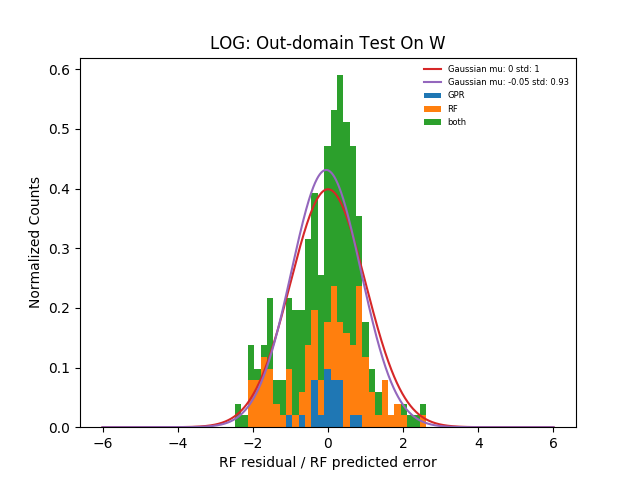 LOG: Out-domain Test On W
Gaussian mu: 0 std: 1
Gaussian mu: -0.05 std: 0.93
GPR
RF
both
Normalized Counts
0.6
0.5
0.4
0.3
0.2
0.1
0.0
−6 −4 −2 0 2 4 6
RF residual / RF predicted error